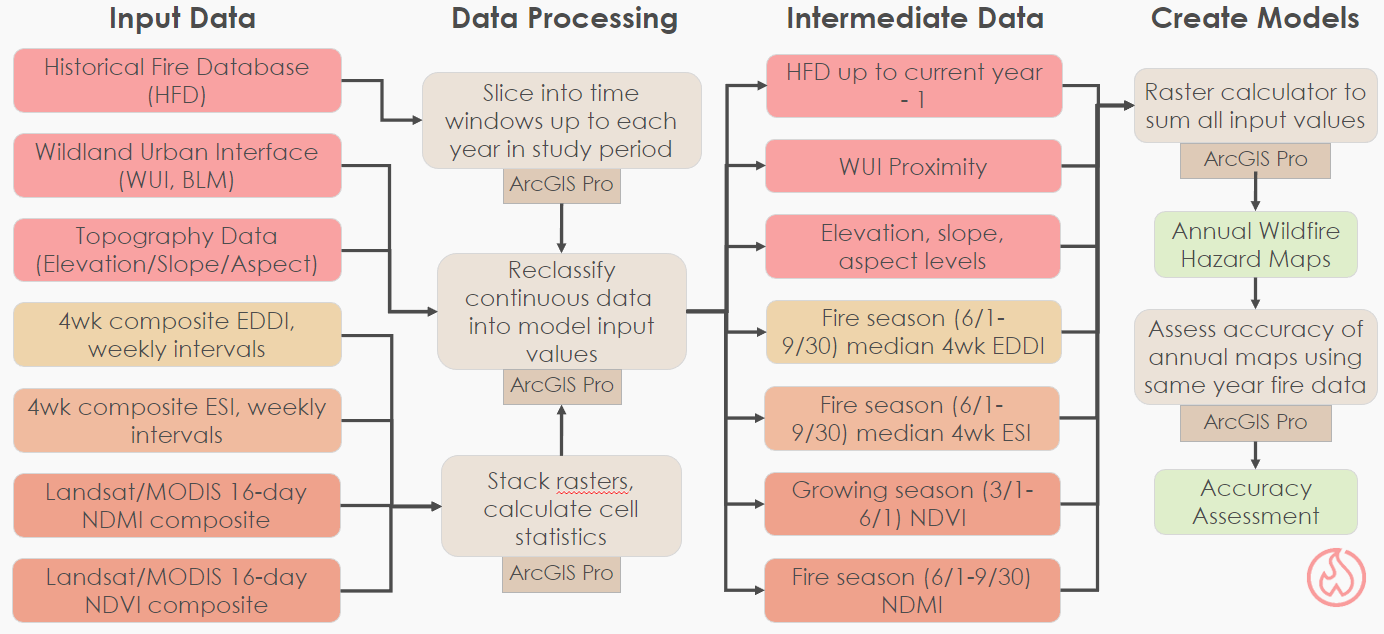 Input Data
Data Processing
Intermediate Data
Create Models
Historical Fire Database
(HFD)
Wildland Urban Interface
(WUI, BLM)
Topography Data
(Elevation/Slope/Aspect)
4wk composite EDDI,
weekly intervals
4wk composite ESI, weekly
intervals
Landsat/MODIS 16-day
NDMI composite
Landsat/MODIS 16-day
NDVI composite
Slice into time
windows up to each
year in study period
ArcGIS Pro
Reclassify
continuous data
into model input
values
ArcGIS Pro
Stack rasters,
calculate cell
statistics
ArcGIS Pro
HFD up to current year
- 1
WUI Proximity
Elevation, slope,
aspect levels
Fire season (6/1-
9/30) median 4wk EDDI
Fire season (6/1-
9/30) median 4wk ESI
Growing season (3/1-
6/1) NDVI
Fire season (6/1-9/30)
NDMI
Raster calculator to
sum all input values
ArcGIS Pro
Annual Wildfire
Hazard Maps
Assess accuracy of
annual maps using
same year fire data
ArcGIS Pro
Accuracy
Assessment